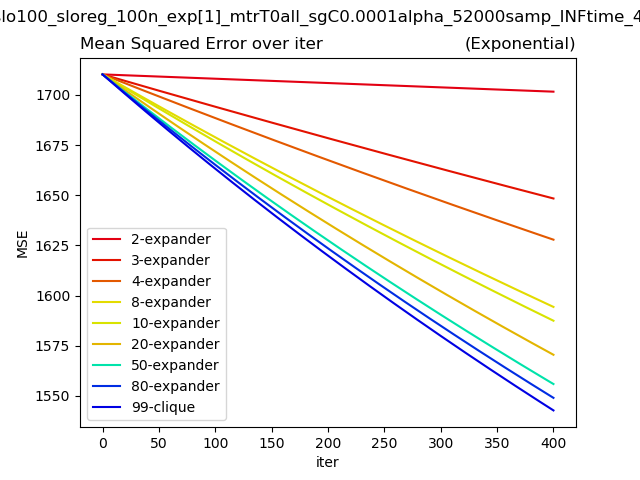 lo100_sloreg_100n_exp[1]_mtrT0all_sgC0.0001alpha_52000samp_INFtime_4
Mean Squared Error over iter (Exponential)
1700
1675
1650
1625
1600
1575
1550
MSE
2-expander
3-expander
4-expander
8-expander
10-expander
20-expander
50-expander
80-expander
99-clique
0 50 100 150 200 250 300 350 400
iter